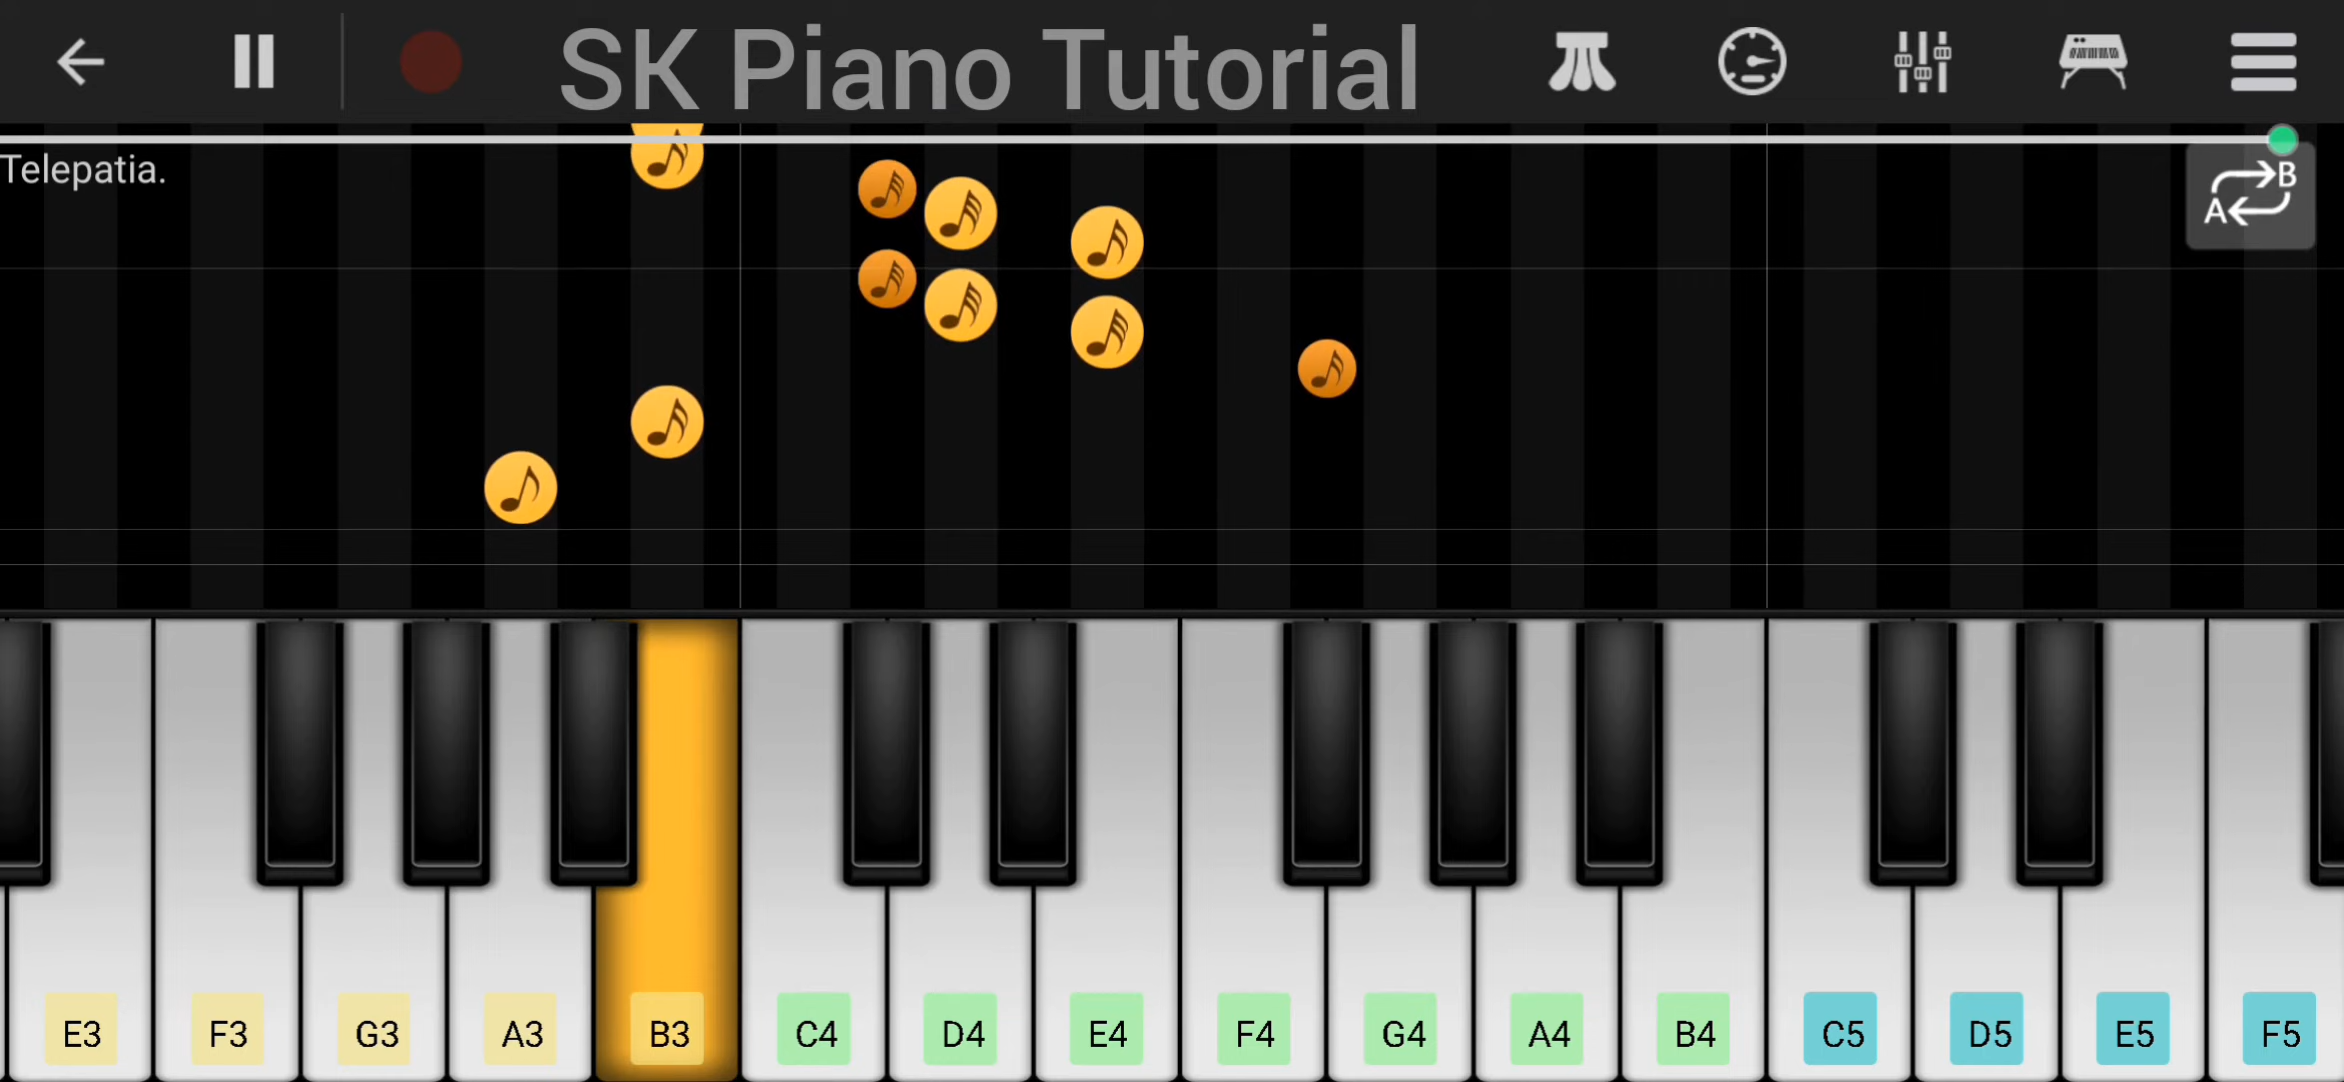 SK Piano Tutorial
Telepatia.
B
A
E3 F3 G3 A3 B3 C4 D4 E4 F4 G4 A4 B4 C5 D5 E5 F5